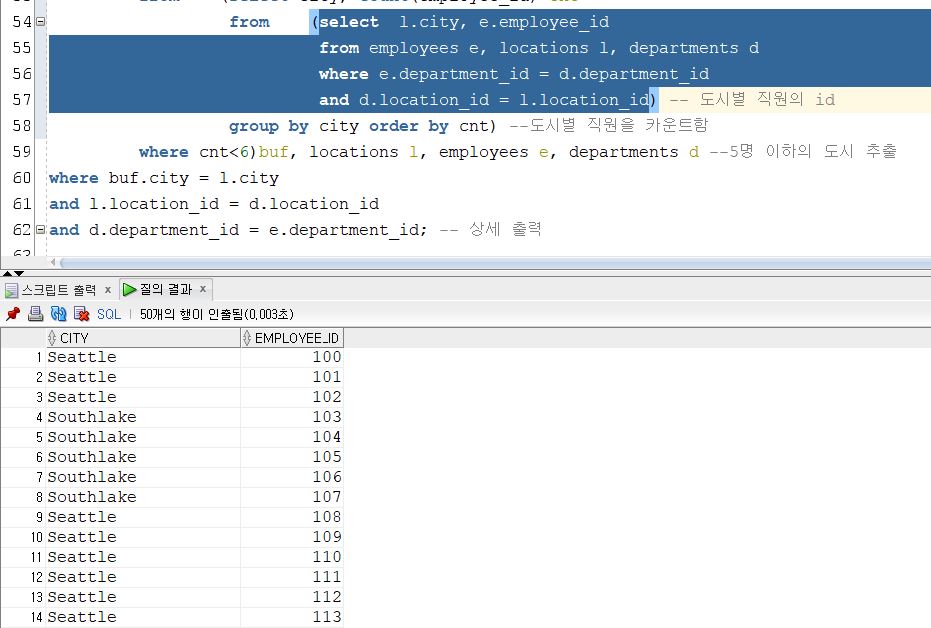 54 from (select l.city, e.employee_id
55 from employees e, locations l, departments d
56 where e.department_id = d.department_id
57 and d.location_id = l.location_id) -- 도시별 직원의 id
58 group by city order by cnt) --도시별 직원을 카운트함
59 where cnt<6)buf, locations l, employees e, departments d --5명 이하의 도시 추출
60 where buf.city = l.city
61 and l.location_id = d.location_id
62 and d.department_id = e.department_id; -- 상세 출력
스크립트 출력 x 질의 결과 x
SQL | 50개의 행이 인출됨(0,003초)
CITY EMPLOYEE_ID
1 Seattle 100
2 Seattle 101
3 Seattle 102
4 Southlake 103
5 Southlake 104
6 Southlake 105
7 Southlake 106
8 Southlake 107
9 Seattle 108
10 Seattle 109
11 Seattle 110
12 Seattle 111
13 Seattle 112
14 Seattle 113